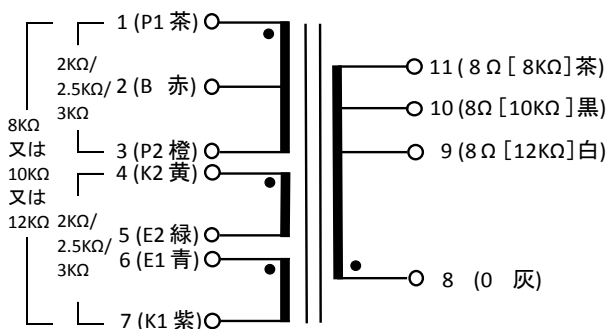 1 (P1 茶)
2 (B 赤)
3 (P2 橙)
4 (K2 黄)
5 (E2 緑)
6 (E1 青)
7 (K1 紫)
2KΩ/
2.5KΩ/
3KΩ
8KΩ
又は
10KΩ
又は
12KΩ
2KΩ/
2.5KΩ/
3KΩ
11 ( 8 Ω [ 8KΩ] 茶)
10 (8Ω [10KΩ ] 黒)
9 (8 Ω [12KΩ] 白)
8 (0 灰)